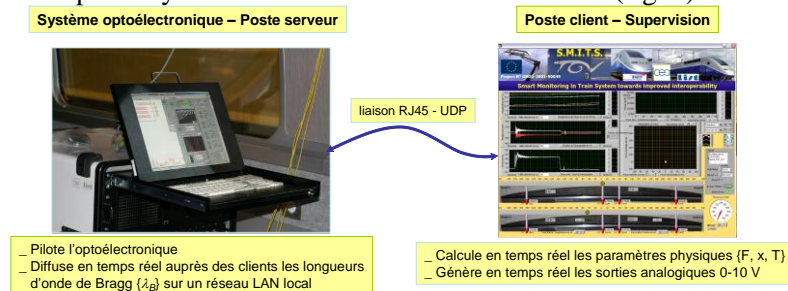 Système optoélectronique – Poste serveur
Poste client – Supervision
S.M.I.T.S.
TGV
Smart Monitoring in Train System towards improved interoperability
liaison RJ45 - UDP
_ Pilote l'optoélectronique
_ Diffuse en temps réel auprès des clients les longueurs
d'onde de Bragg {λB} sur un réseau LAN local
_ Calcule en temps réel les paramètres physiques {F, x, T}
_ Génère en temps réel les sorties analogiques 0-10 V